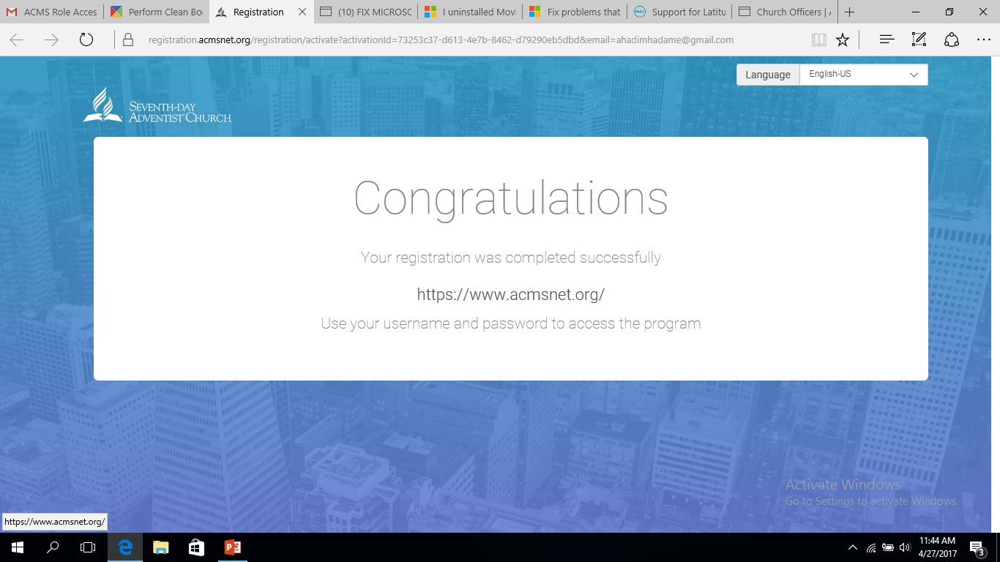 ACMS Role Acces
Perform Clean Boo
Registration
(10) FIX MICROSC
I uninstalled Movi
Fix problems that
Support for Latitu
Church Officers | A
registration.acmsnet.org/registration/activate?activationId=73253c37-d613-4e7b-8462-d79290eb5dbd&email=ahadimhadame@gmail.com
Language
English-US
SEVENTH-DAY
ADVENTIST CHURCH
Congratulations
Your registration was completed successfully
https://www.acmsnet.org/
Use your username and password to access the program
Activate Windows
Go to Settings to activate Windows.
https://www.acmsnet.org/
11:44 AM
4/27/2017
3